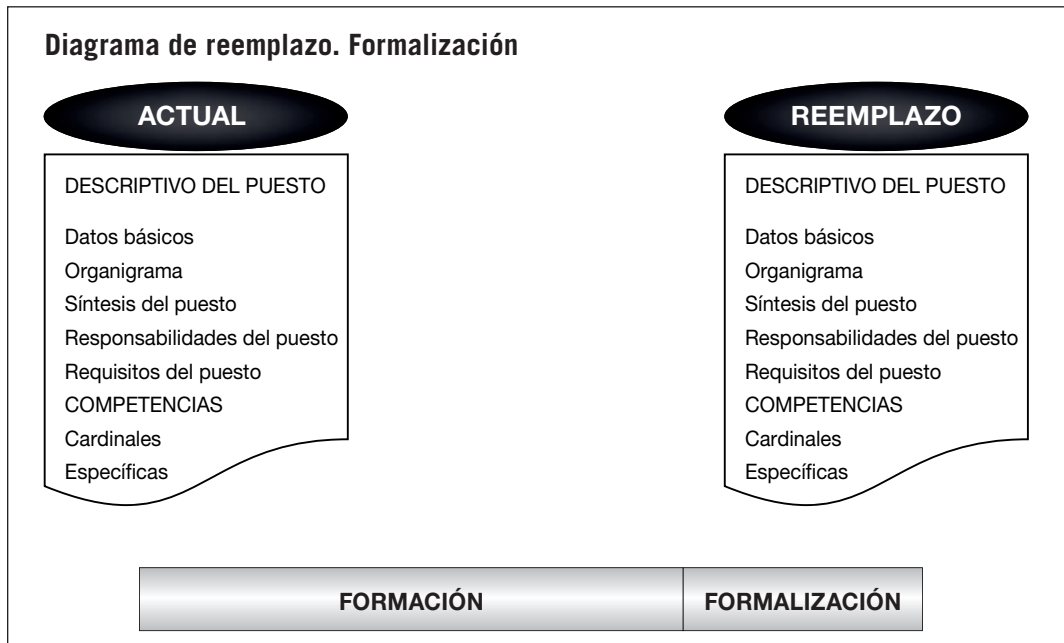 Diagrama de reemplazo. Formalización
ACTUAL
DESCRIPTIVO DEL PUESTO
Datos básicos
Organigrama
Síntesis del puesto
Responsabilidades del puesto
Requisitos del puesto
COMPETENCIAS
Cardinales
Específicas
REEMPLAZO
DESCRIPTIVO DEL PUESTO
Datos básicos
Organigrama
Síntesis del puesto
Responsabilidades del puesto
Requisitos del puesto
COMPETENCIAS
Cardinales
Específicas
FORMACIÓN
FORMALIZACIÓN